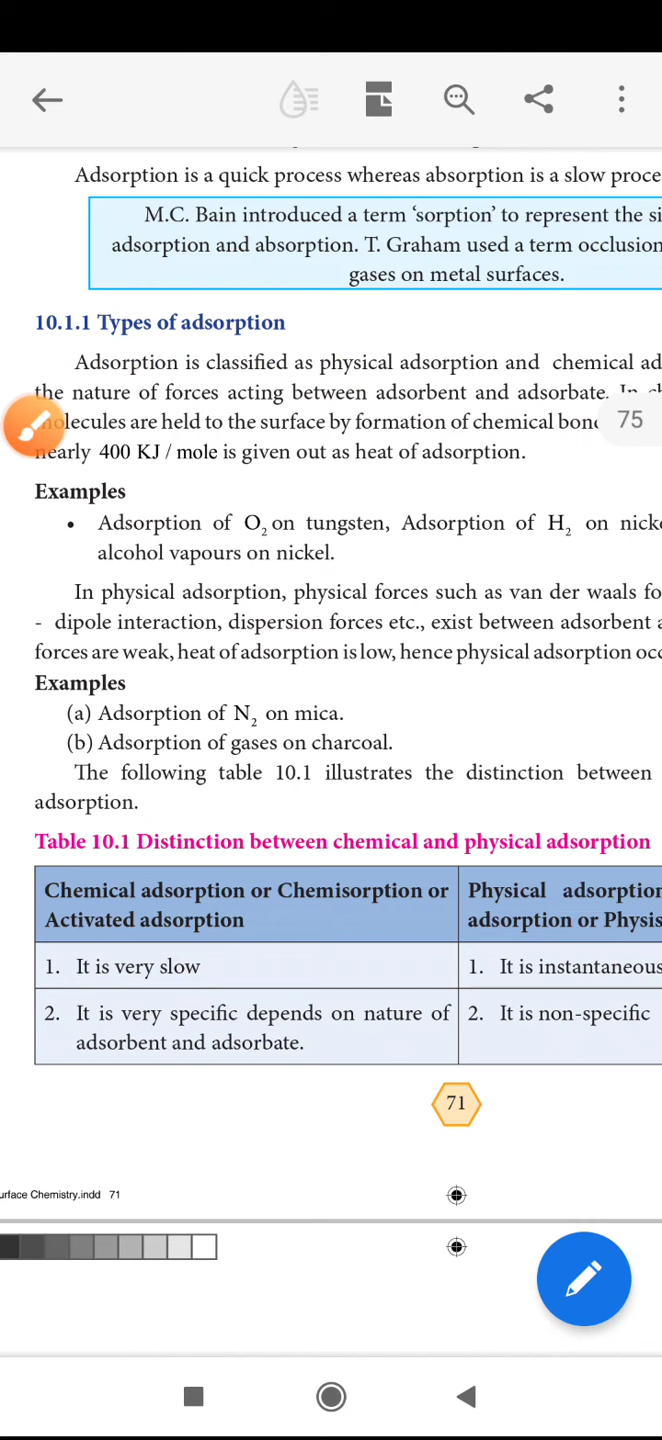 Adsorption is a quick process whereas absorption is a slow proce
M.C. Bain introduced a term ‘sorption’ to represent the si
adsorption and absorption. T. Graham used a term occlusion
gases on metal surfaces.
10.1.1 Types of adsorption
Adsorption is classified as physical adsorption and chemical ad
the nature of forces acting between adsorbent and adsorbate. In ch
molecules are held to the surface by formation of chemical bon
75
nearly 400 KJ / mole is given out as heat of adsorption.
Examples
• Adsorption of O₂ on tungsten, Adsorption of H₂ on nicke
alcohol vapours on nickel.
In physical adsorption, physical forces such as van der waals fo
- dipole interaction, dispersion forces etc., exist between adsorbent a
forces are weak, heat of adsorption is low, hence physical adsorption occ
Examples
(a) Adsorption of N₂ on mica.
(b) Adsorption of gases on charcoal.
The following table 10.1 illustrates the distinction between
adsorption.
Table 10.1 Distinction between chemical and physical adsorption
Chemical adsorption or Chemisorption or
Activated adsorption
Physical adsorption
adsorption or Physis
1. It is very slow
1. It is instantaneous
2. It is very specific depends on nature of
adsorbent and adsorbate.
2. It is non-specific
71
urface Chemistry.indd 71